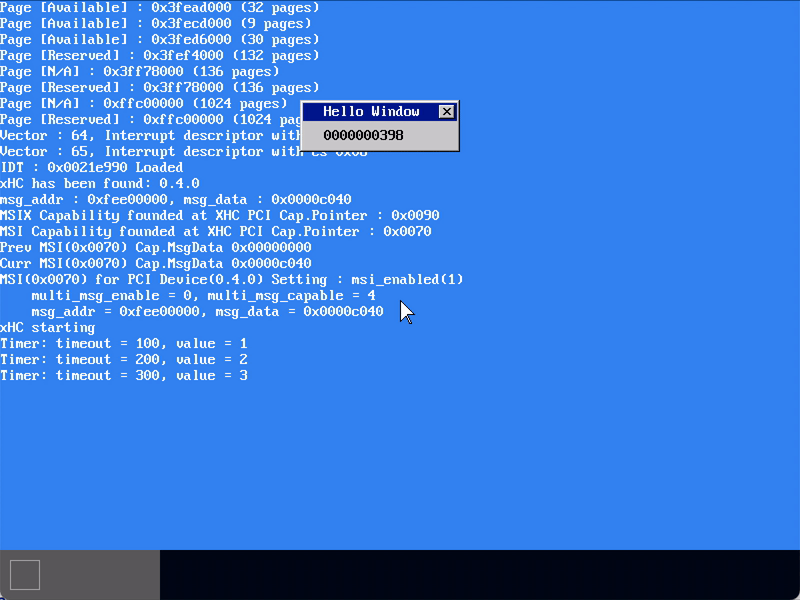 Page [Available] : 0x3fead000 (32 pages)
Page [Available] : 0x3fecd000 (9 pages)
Page [Available] : 0x3fed6000 (30 pages)
Page [Reserved] : 0x3fef4000 (132 pages)
Page [N/A] : 0x3ff78000 (136 pages)
Page [Reserved] : 0x3ff78000 (136 pages)
Page [N/A] : 0xffc00000 (1024 pages)
Page [Reserved] : 0xffc00000 (1024
Hello Window
0000000398
Vector : 64, Interrupt descriptor with
Vector : 65, Interrupt descriptor with cs 0x08
IDT : 0x0021e990 Loaded
xHC has been found: 0.4.0
msg_addr : 0xfee00000, msg_data : 0x0000c040
MSIX Capability founded at XHC PCI Cap.Pointer : 0x0090
MSI Capability founded at XHC PCI Cap.Pointer : 0x0070
Prev MSI(0x0070) Cap.MsgData 0x00000000
Curr MSI(0x0070) Cap.MsgData 0x0000c040
MSI(0x0070) for PCI Device(0.4.0) Setting : msi_enabled(1)
multi_msg_enable = 0, multi_msg_capable = 4
msg_addr = 0xfee00000, msg_data = 0x0000c040
xHC starting
Timer: timeout = 100, value = 1
Timer: timeout = 200, value = 2
Timer: timeout = 300, value = 3